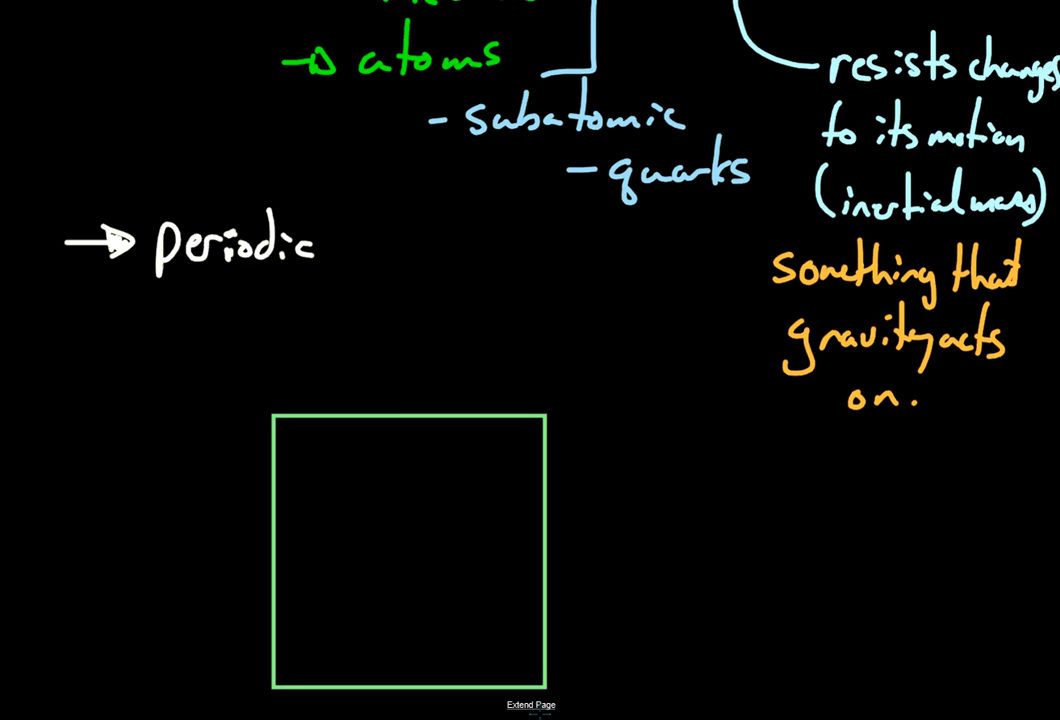 → atoms
- subatomic
- quarks
resists changes
to its motion
(inertial mass)
something that
gravity acts
on.
→ periodic
Extend Page